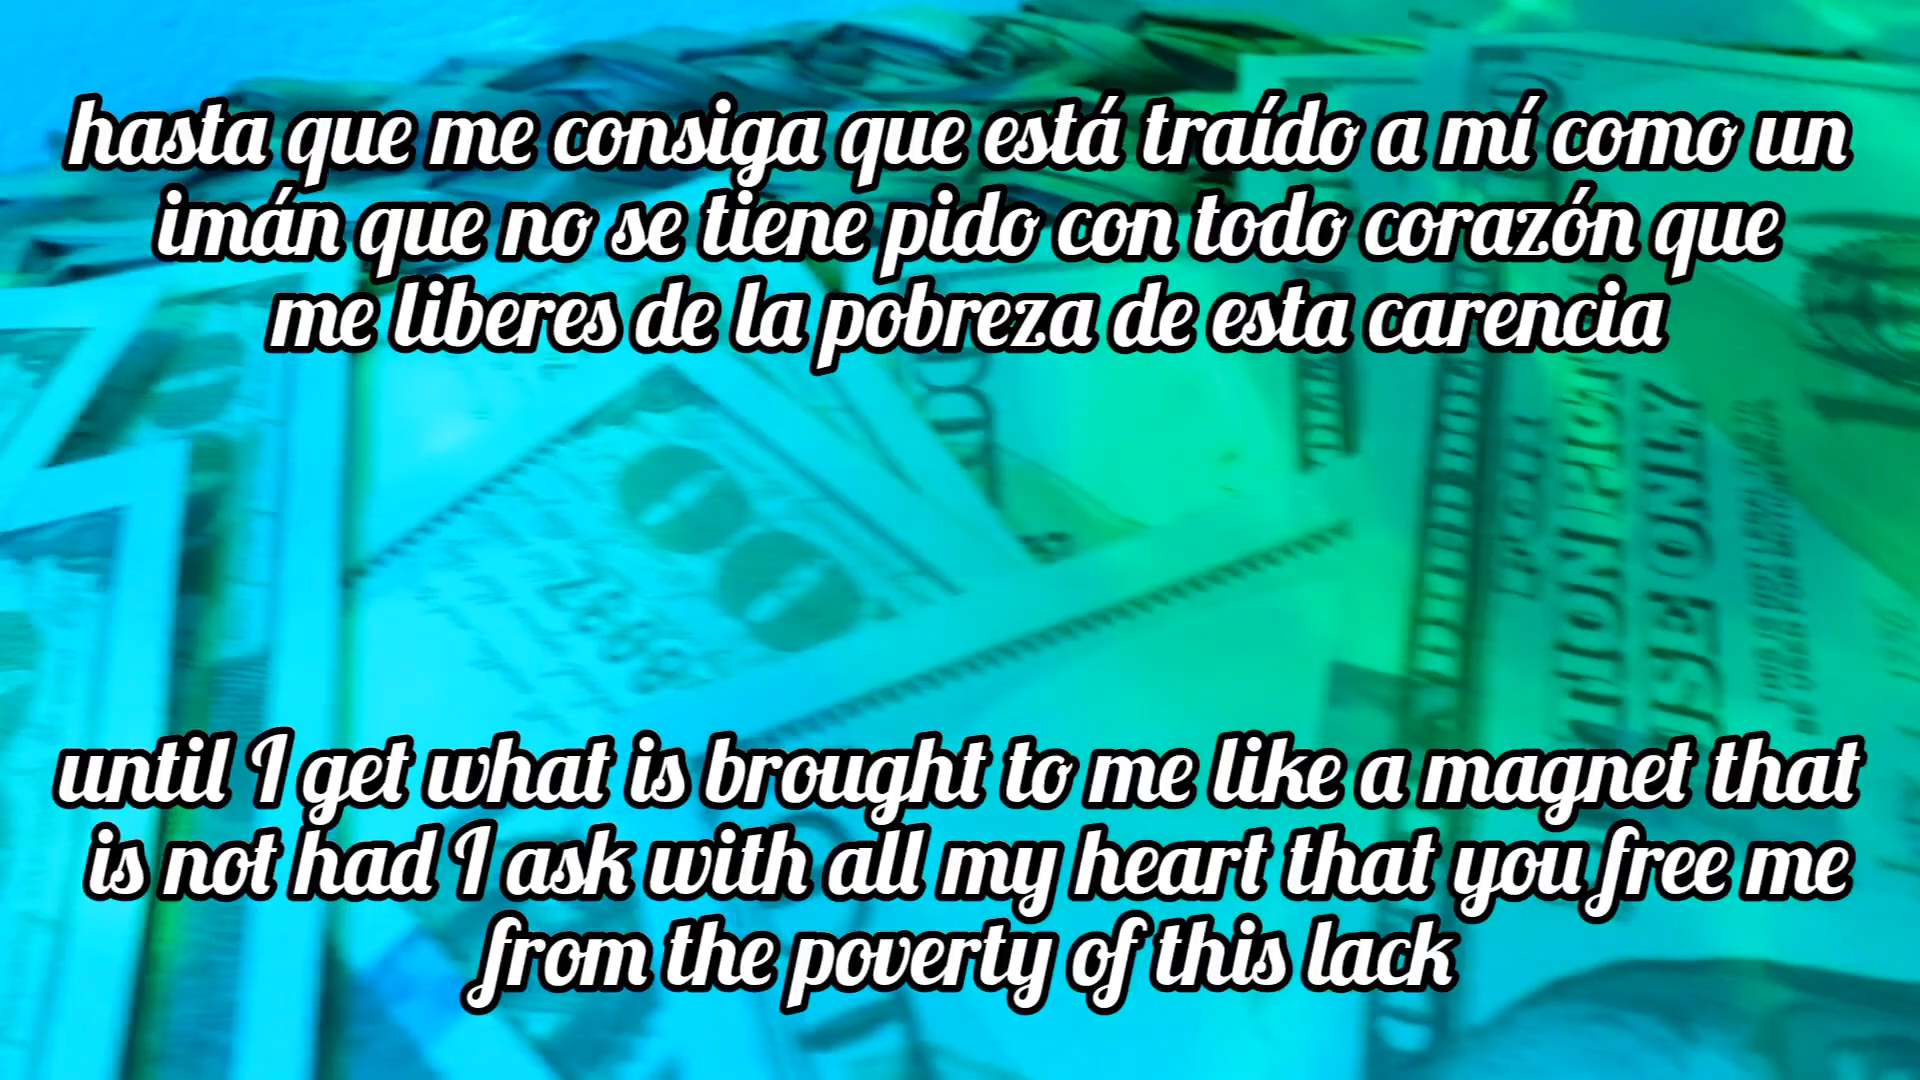 hasta que me consiga que está traído a mí como un
imán que no se tiene pido con todo corazón que
me liberes de la pobreza de esta carencia
until I get what is brought to me like a magnet that
is not had I ask with all my heart that you free me
from the poverty of this lack
USE ONLY